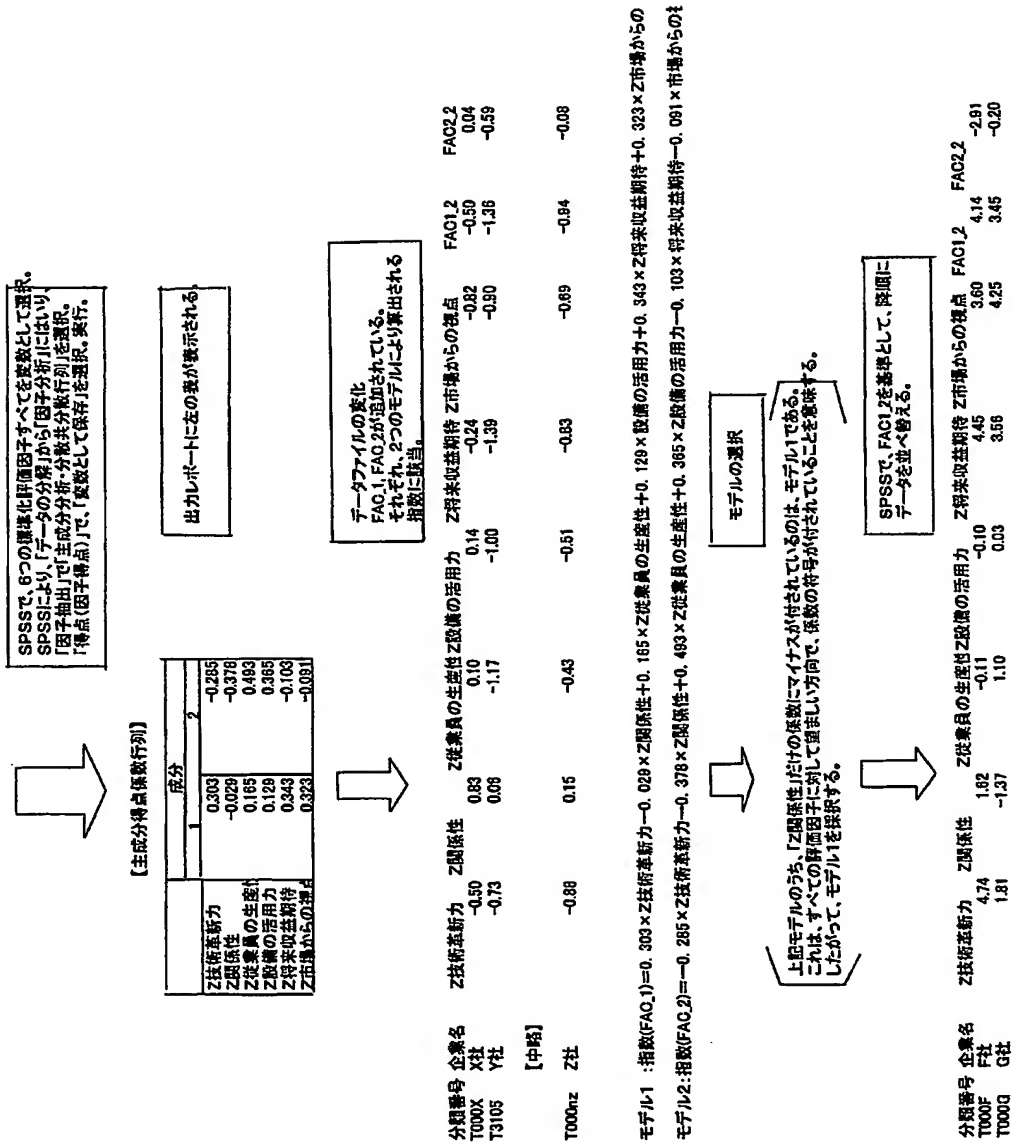 SPSSで、6つの標準化評価因子すべてを変数として選択。
SPSSにより、「データの分解」から「因子分析」にはいり、
「因子抽出」で「主成分分析・分散共分散行列」を選択。
「得点(因子得点)」で、「変数として保存」を選択。実行。
【主成分得点係数行列】
成分
1 2
Z技術革新力 0.303 -0.285
Z関係性 -0.029 -0.378
Z従業員の生産性 0.165 0.493
Z設備の活用力 0.129 0.365
Z将来収益期待 0.343 -0.103
Z市場からの視点 0.323 -0.091
出力レポートに左の表が表示される。
データファイルの変化
FAC_1, FAC_2が追加されている。
それぞれ、2つのモデルにより算出される
指数に該当。
分類番号 企業名 Z技術革新力 Z関係性 Z従業員の生産性 Z設備の活用力 Z将来収益期待 Z市場からの視点 FAC1_2 FAC2_2
T000X X社 -0.50 0.83 0.10 0.14 -0.24 -0.82 -0.50 0.04
T3105 Y社 -0.73 0.06 -1.17 -1.00 -1.39 -0.90 -1.36 -0.59
【中略】
T000nz Z社 -0.88 0.15 -0.43 -0.51 -0.83 -0.69 -0.94 -0.08
モデル1 :指数(FAC_1)=0. 303×Z技術革新力−0. 029×Z関係性+0. 165×Z従業員の生産性+0. 129×設備の活用力+0. 343×Z将来収益期待+0. 323×Z市場からの
モデル2:指数(FAC_2)=−0. 285×Z技術革新力−0. 378×Z関係性+0. 493×Z従業員の生産性+0. 365×Z設備の活用力−0. 103×将来収益期待−0. 091×市場からの
モデルの選択
上記モデルのうち、「Z関係性」だけの係数にマイナスが付されているのは、モデル1である。
これは、すべての評価因子に対して望ましい方向で、係数の符号が付されていることを意味する。
したがって、モデル1を採択する。
SPSSで、FAC1_2を基準として、降順に
データを並べ替える。
分類番号 企業名 Z技術革新力 Z関係性 Z従業員の生産性 Z設備の活用力 Z将来収益期待 Z市場からの視点 FAC1_2 FAC2_2
T000F F社 4.74 1.62 -0.11 -0.10 4.45 3.60 4.14 -2.91
T000G G社 1.81 -1.37 1.10 0.03 3.56 4.25 3.45 -0.20